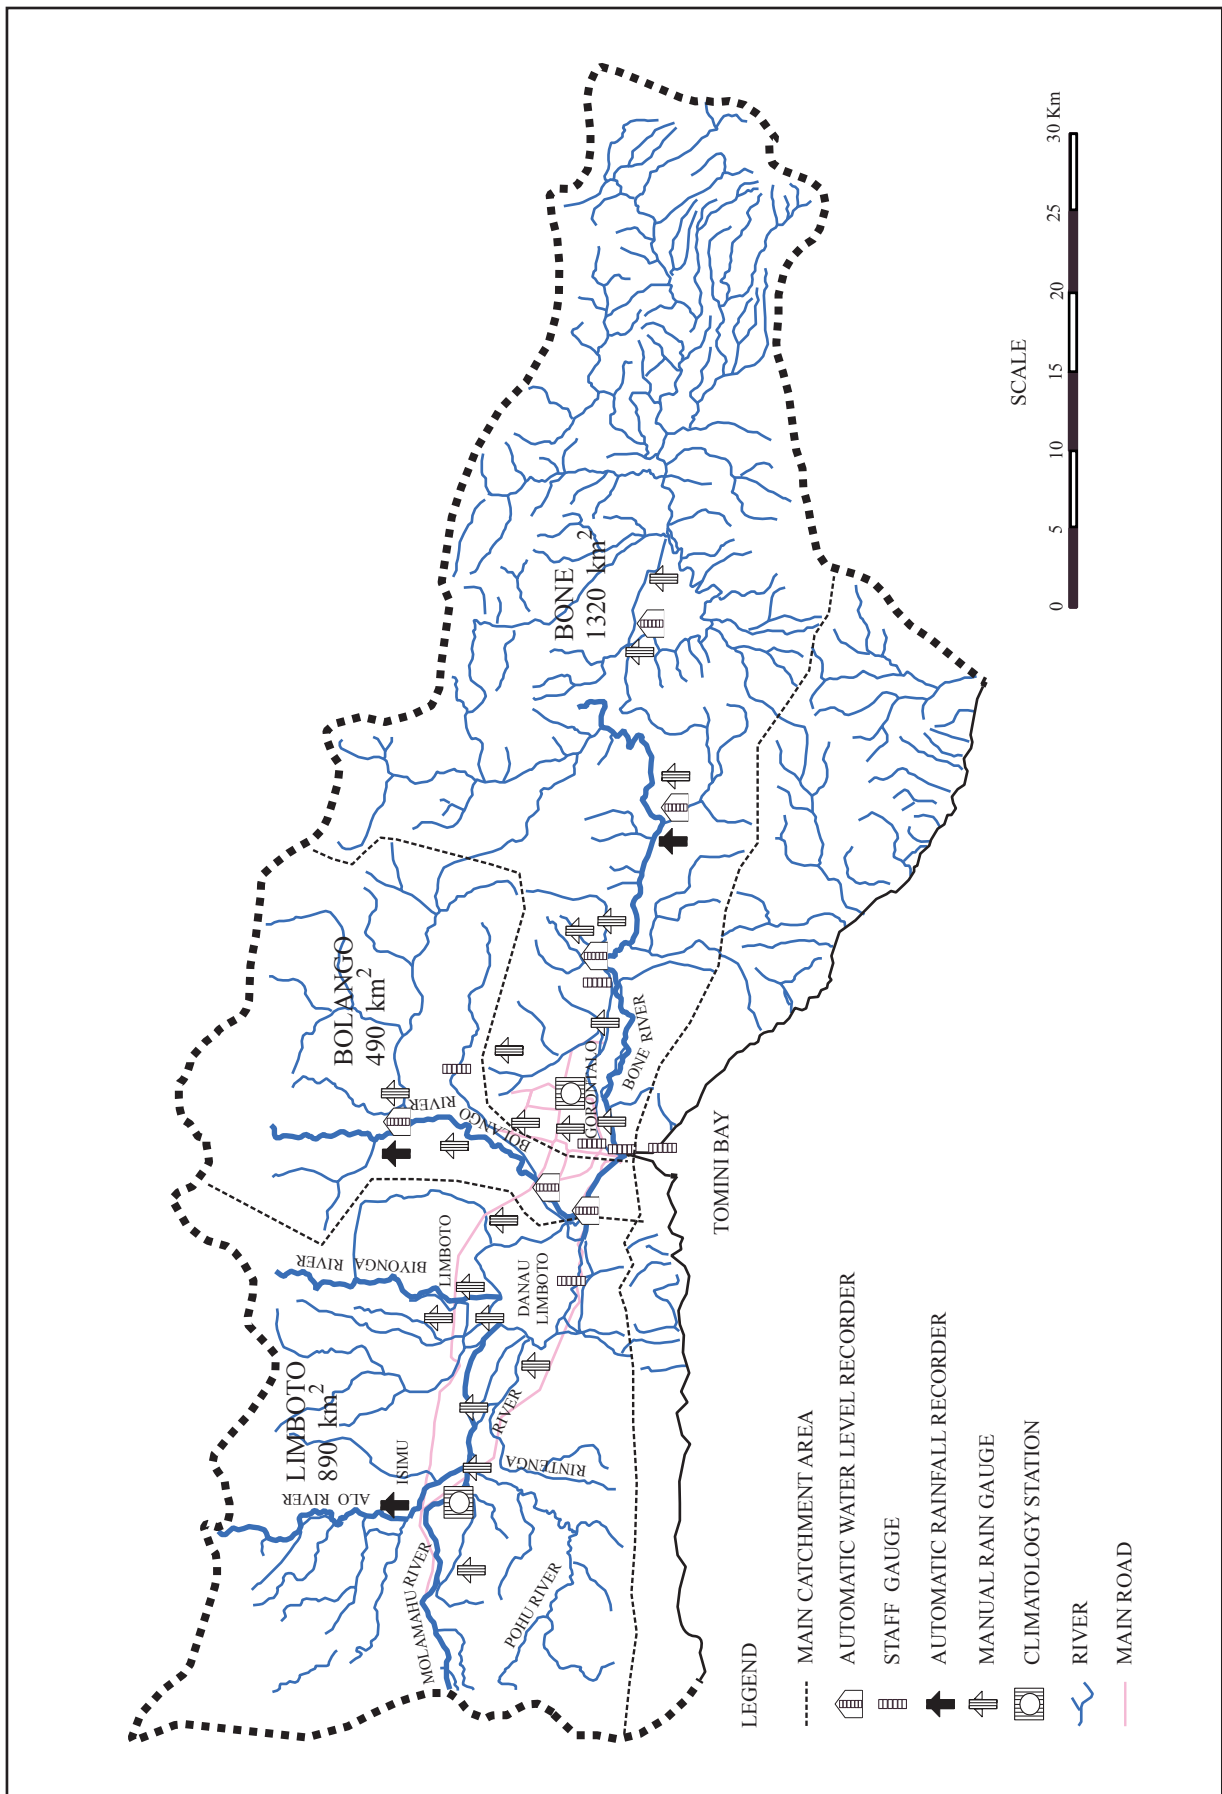 LIMBOTO
890 km2
BOLANGO
490 km2
BONE
1320 km2
ALO RIVER
ISIMU
MOLAMAHU RIVER
POHU RIVER
RINTENGA
RIVER
BIYONGA RIVER
LIMBOTO
DANAU
LIMBOTO
BOLANGO RIVER
GORONTALO
BONE RIVER
TOMINI BAY
SCALE
0 5 10 15 20 25 30 Km
LEGEND
MAIN CATCHMENT AREA
AUTOMATIC WATER LEVEL RECORDER
STAFF GAUGE
AUTOMATIC RAINFALL RECORDER
MANUAL RAIN GAUGE
CLIMATOLOGY STATION
RIVER
MAIN ROAD